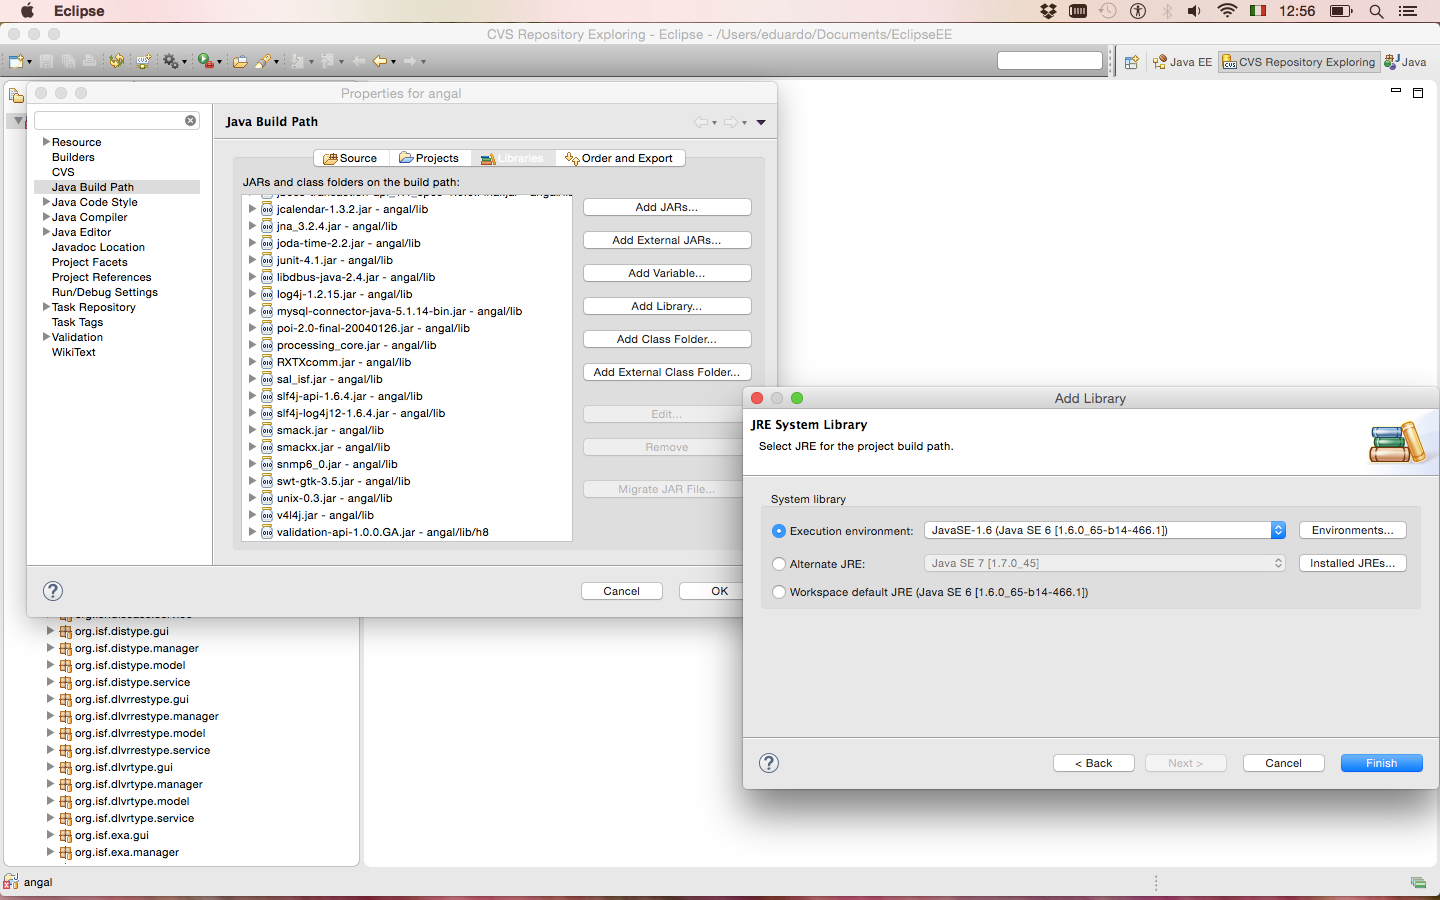 Eclipse
12:56
CVS Repository Exploring - Eclipse - /Users/eduardo/Documents/EclipseEE
Java EE
CVS Repository Exploring
Java
Properties for angal
Java Build Path
Resource
Builders
CVS
Java Build Path
Java Code Style
Java Compiler
Java Editor
Javadoc Location
Project Facets
Project References
Run/Debug Settings
Task Repository
Task Tags
Validation
WikiText
Source
Projects
Libraries
Order and Export
JARs and class folders on the build path:
jcalendar-1.3.2.jar - angal/lib
jna_3.2.4.jar - angal/lib
joda-time-2.2.jar - angal/lib
junit-4.1.jar - angal/lib
libdbus-java-2.4.jar - angal/lib
log4j-1.2.15.jar - angal/lib
mysql-connector-java-5.1.14-bin.jar - angal/lib
poi-2.0-final-20040126.jar - angal/lib
processing_core.jar - angal/lib
RXTXcomm.jar - angal/lib
sal_isf.jar - angal/lib
slf4j-api-1.6.4.jar - angal/lib
slf4j-log4j12-1.6.4.jar - angal/lib
smack.jar - angal/lib
smackx.jar - angal/lib
snmp6_0.jar - angal/lib
swt-gtk-3.5.jar - angal/lib
unix-0.3.jar - angal/lib
v4l4j.jar - angal/lib
validation-api-1.0.0.GA.jar - angal/lib/h8
Add JARs...
Add External JARs...
Add Variable...
Add Library...
Add Class Folder...
Add External Class Folder...
Edit...
Remove
Migrate JAR File...
Cancel
OK
Add Library
JRE System Library
Select JRE for the project build path.
System library
Execution environment:
JavaSE-1.6 (Java SE 6 [1.6.0_65-b14-466.1])
Environments...
Alternate JRE:
Java SE 7 [1.7.0_45]
Installed JREs...
Workspace default JRE (Java SE 6 [1.6.0_65-b14-466.1])
< Back
Next >
Cancel
Finish
org.isf.distype.gui
org.isf.distype.manager
org.isf.distype.model
org.isf.distype.service
org.isf.dlvrrestype.gui
org.isf.dlvrrestype.manager
org.isf.dlvrrestype.model
org.isf.dlvrrestype.service
org.isf.dlvrtype.gui
org.isf.dlvrtype.manager
org.isf.dlvrtype.model
org.isf.dlvrtype.service
org.isf.exa.gui
org.isf.exa.manager
angal